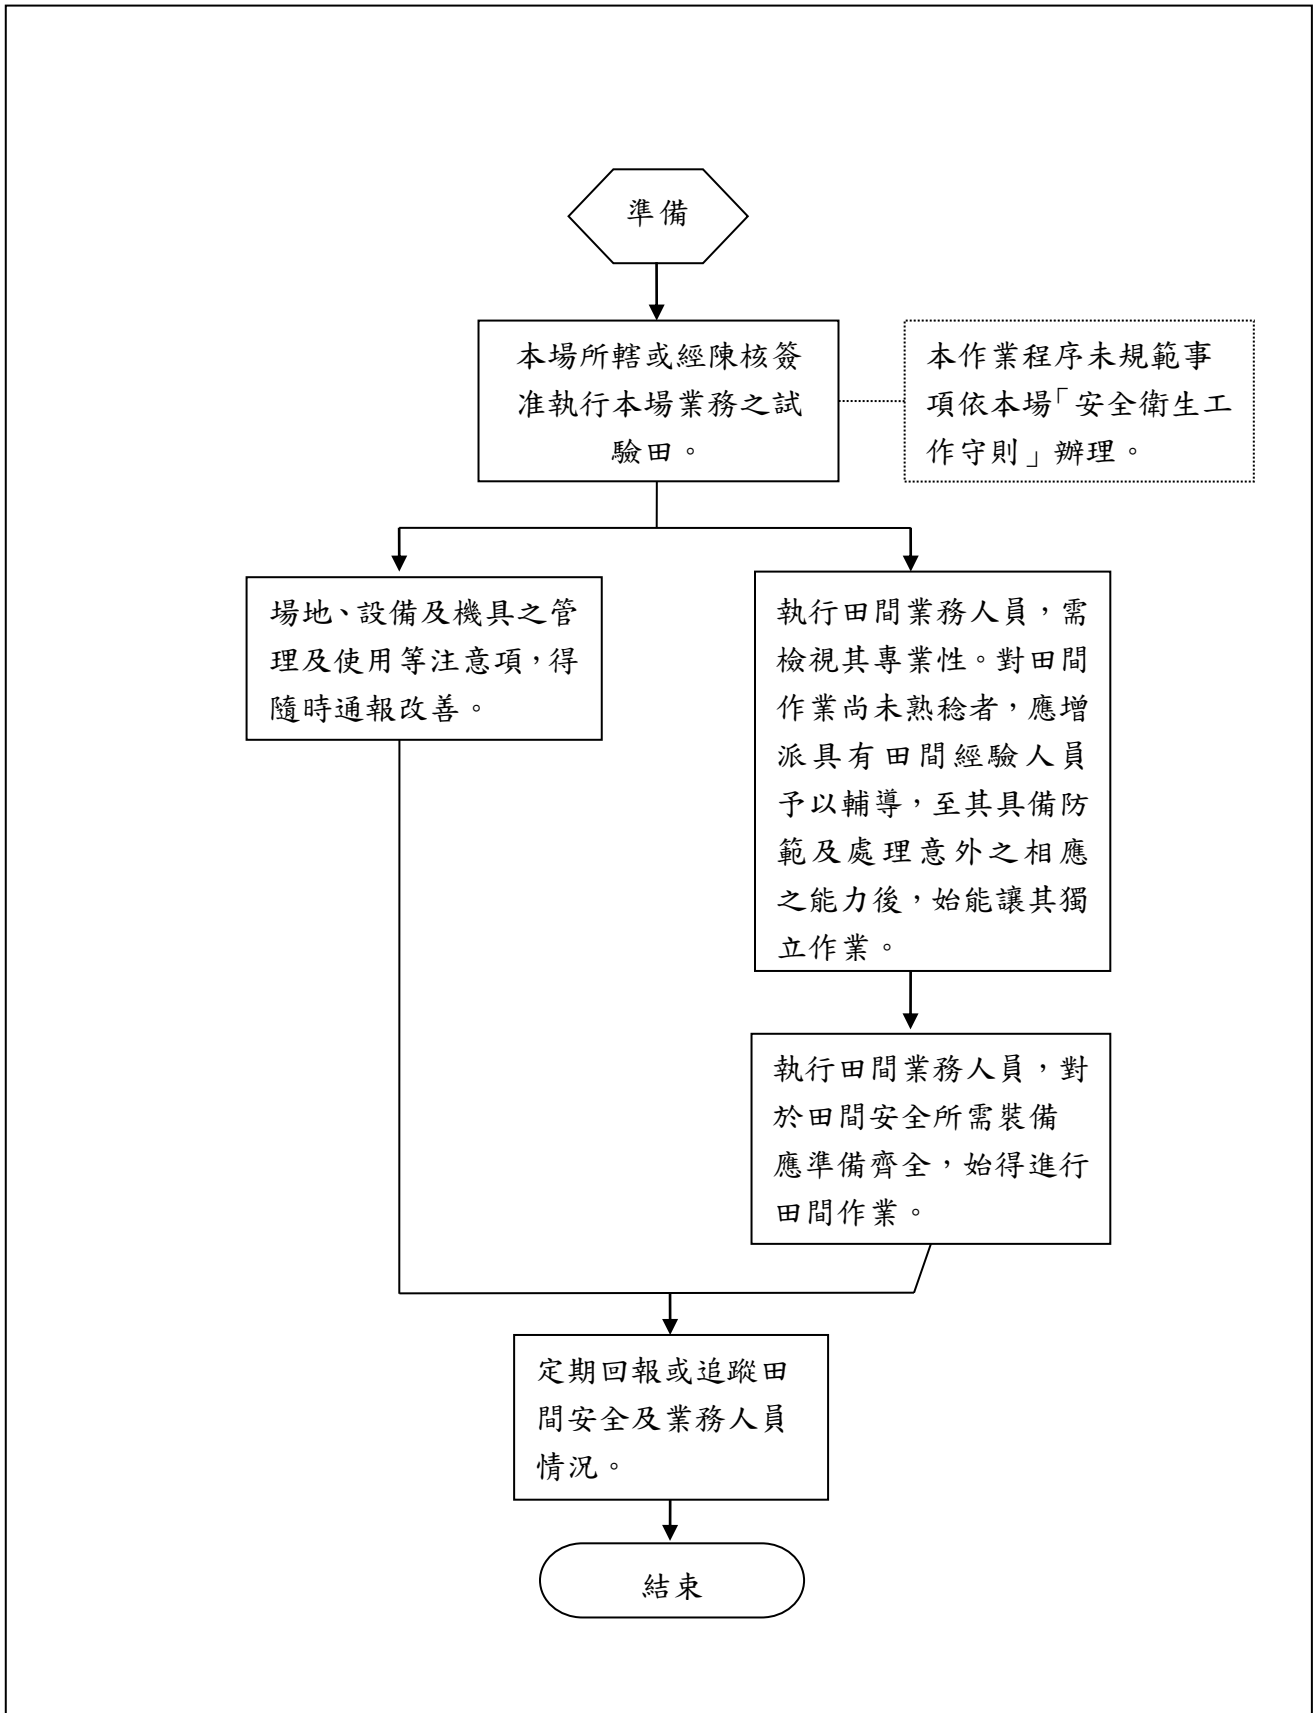 準備
本場所轄或經陳核簽
准執行本場業務之試
驗田。
本作業程序未規範事
項依本場「安全衛生工
作守則」辦理。
場地、設備及機具之管
理及使用等注意項，得
隨時通報改善。
執行田間業務人員，需
檢視其專業性。對田間
作業尚未熟稔者，應增
派具有田間經驗人員
予以輔導，至其具備防
範及處理意外之相應
之能力後，始能讓其獨
立作業。
執行田間業務人員，對
於田間安全所需裝備
應準備齊全，始得進行
田間作業。
定期回報或追蹤田
間安全及業務人員
情況。
結束